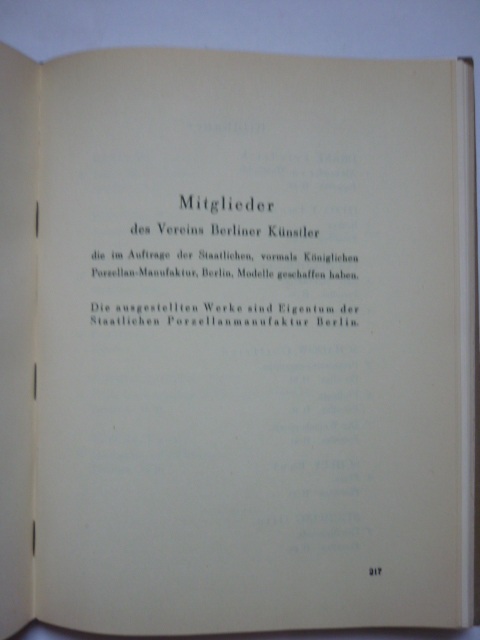 Mitglieder
des Vereins Berliner Künstler
die im Auftrage der Staatlichen, vormals Königlichen
Porzellan-Manufaktur, Berlin, Modelle geschaffen haben.
Die ausgestellten Werke sind Eigentum der
Staatlichen Porzellanmanufaktur Berlin.
217